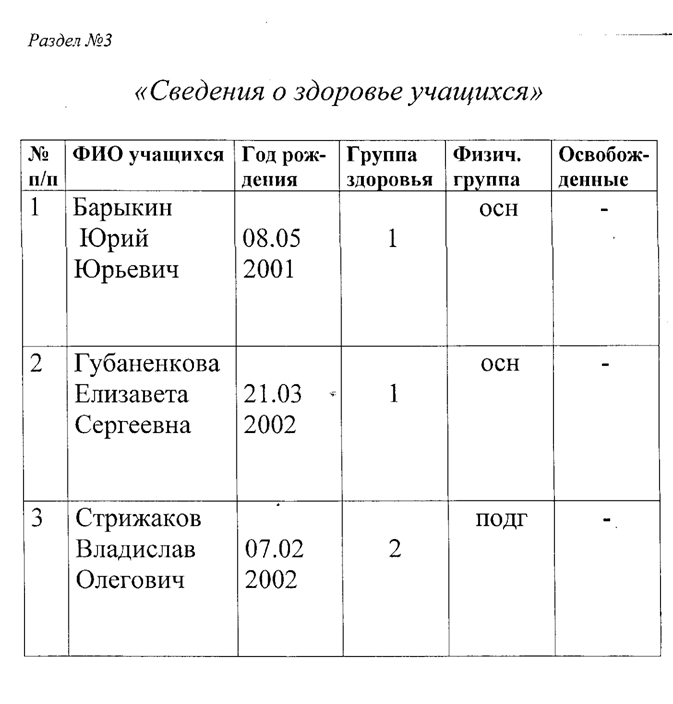 Раздел №3
«Сведения о здоровье учащихся»
№ п/п ФИО учащихся Год рож-дения Группа здоровья Физич. группа Освобож-денные
1 Барыкин осн -
Юрий 08.05 1
Юрьевич 2001
2 Губаненкова осн -
Елизавета 21.03 1
Сергеевна 2002
3 Стрижаков подг -
Владислав 07.02 2
Олегович 2002